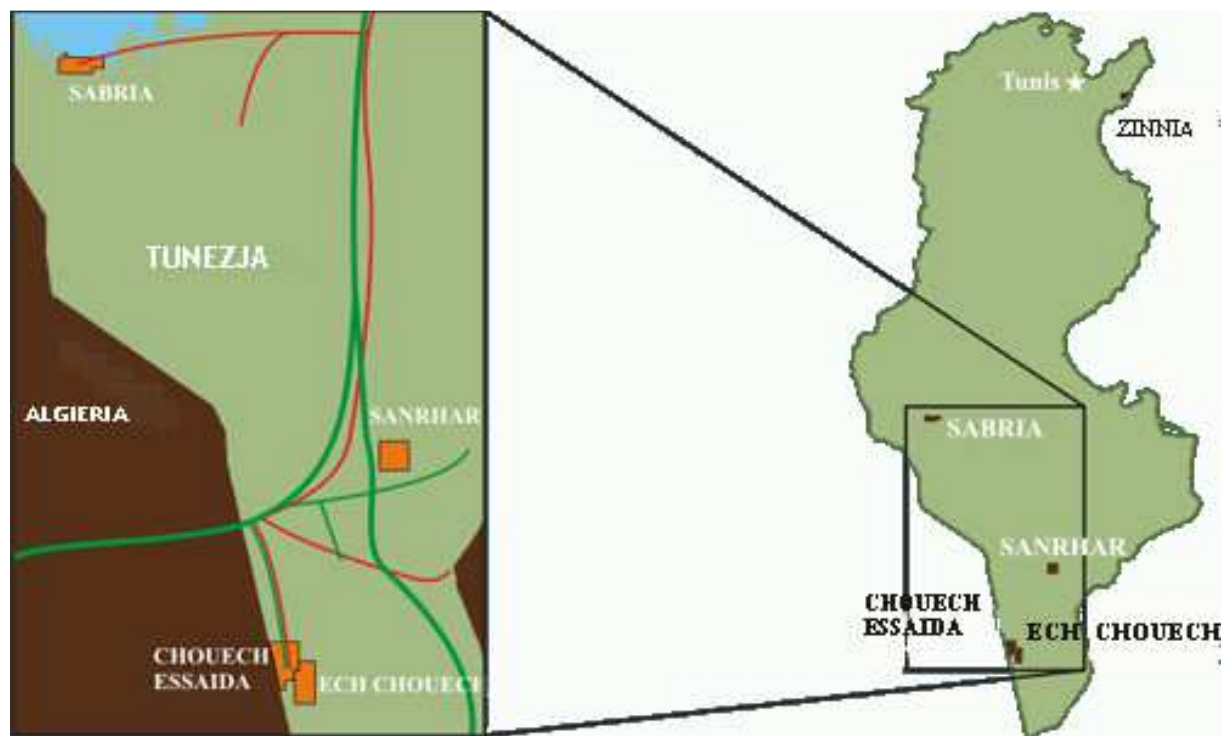 SABRIA
TUNEZJA
ALGIERIA
SANRHAR
CHOUECH
ESSAIDA
ECH CHOUECH
Tunis
ZINNIA
SABRIA
SANRHAR
CHOUECH
ESSAIDA
ECH CHOUECH